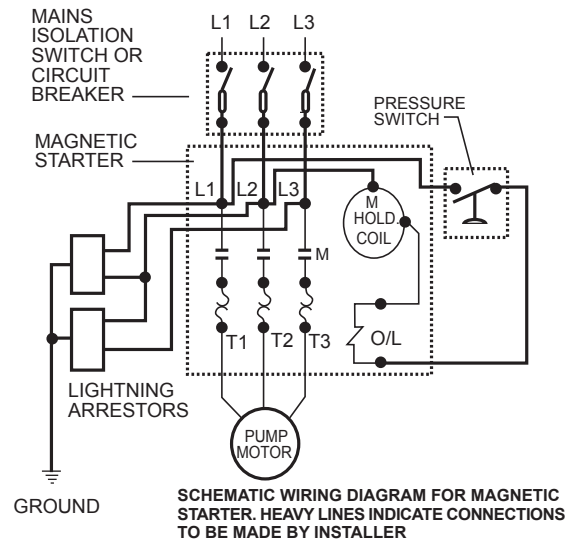 MAINS
ISOLATION
SWITCH OR
CIRCUIT
BREAKER
L1 L2 L3
PRESSURE
SWITCH
MAGNETIC
STARTER
L1 L2 L3
M
HOLD.
COIL
M
T1 T2 T3
O/L
LIGHTNING
ARRESTORS
PUMP
MOTOR
GROUND
SCHEMATIC WIRING DIAGRAM FOR MAGNETIC
STARTER. HEAVY LINES INDICATE CONNECTIONS
TO BE MADE BY INSTALLER